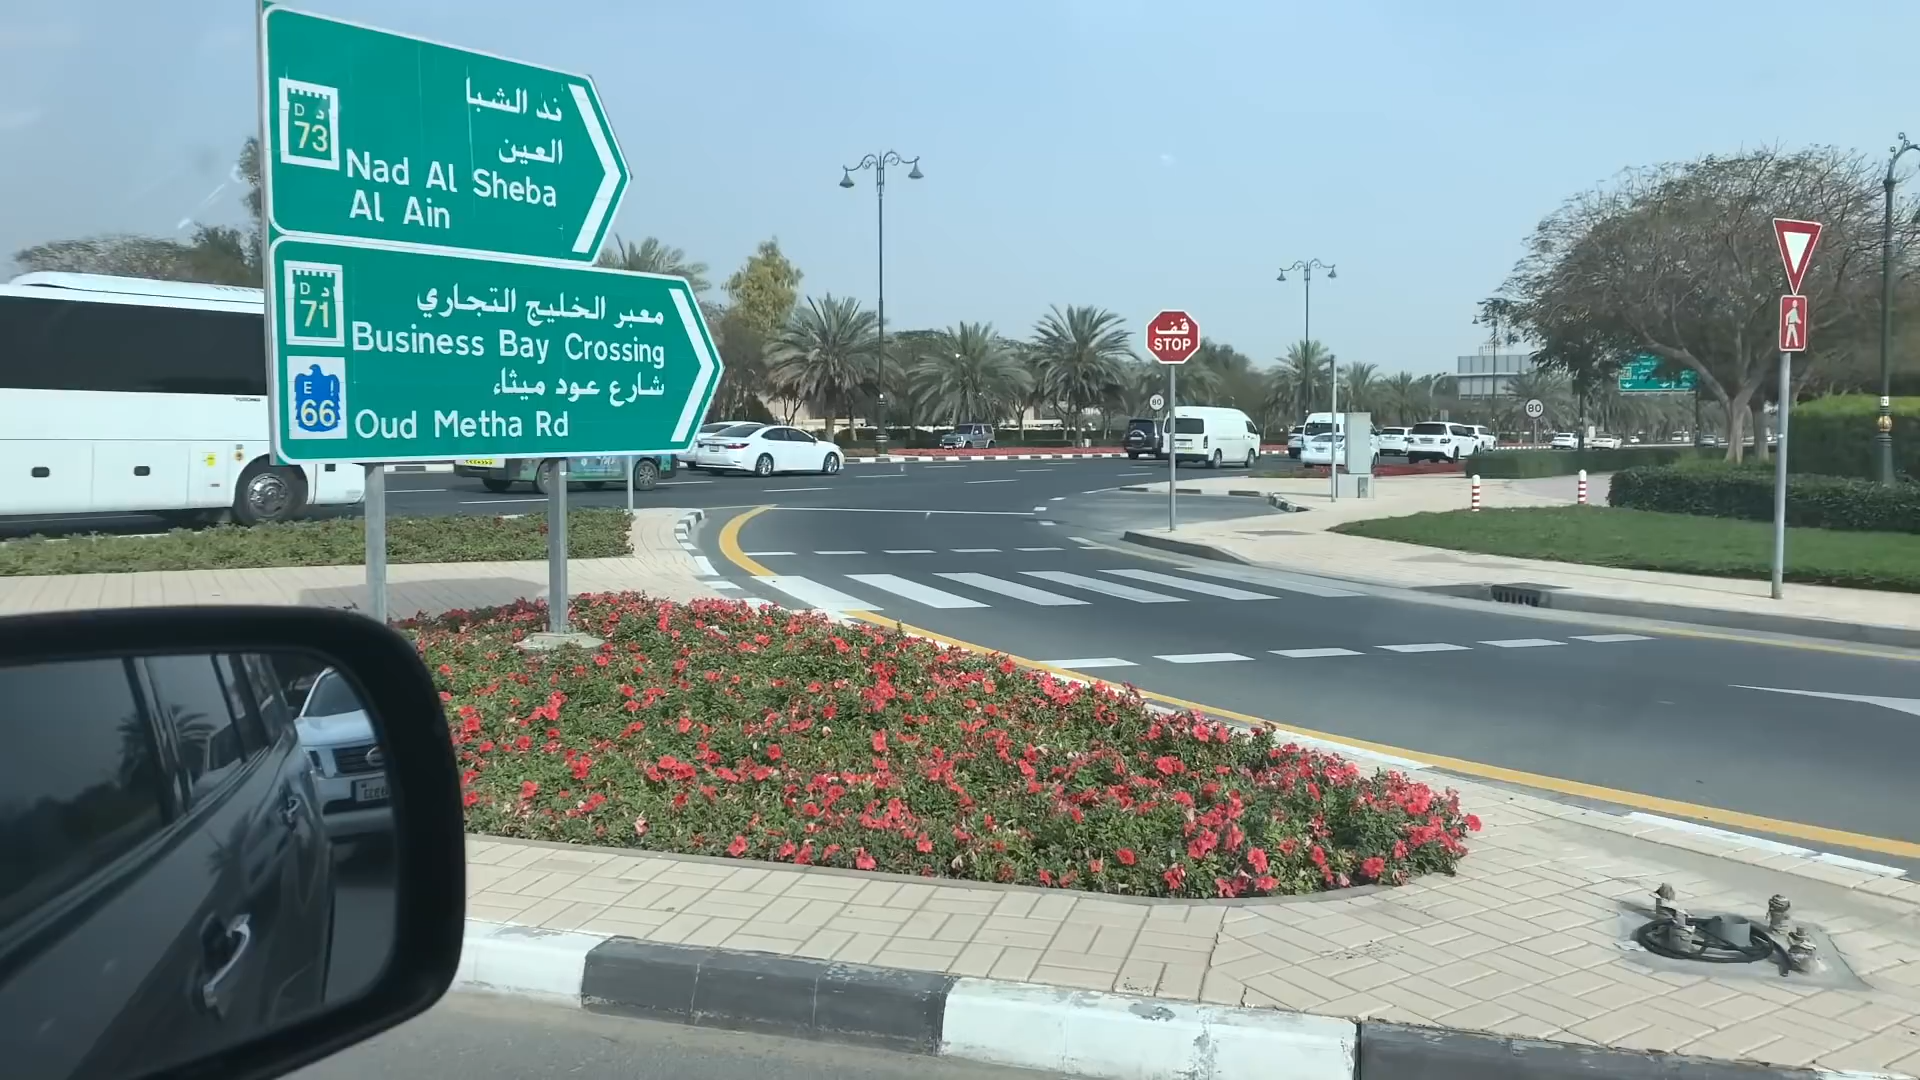 ند الشبا
العين
D د
73
Nad Al Sheba
Al Ain
معبر الخليج التجاري
D د
71
Business Bay Crossing
شارع عود ميثاء
E إ
66
Oud Metha Rd
قف
STOP
80
80